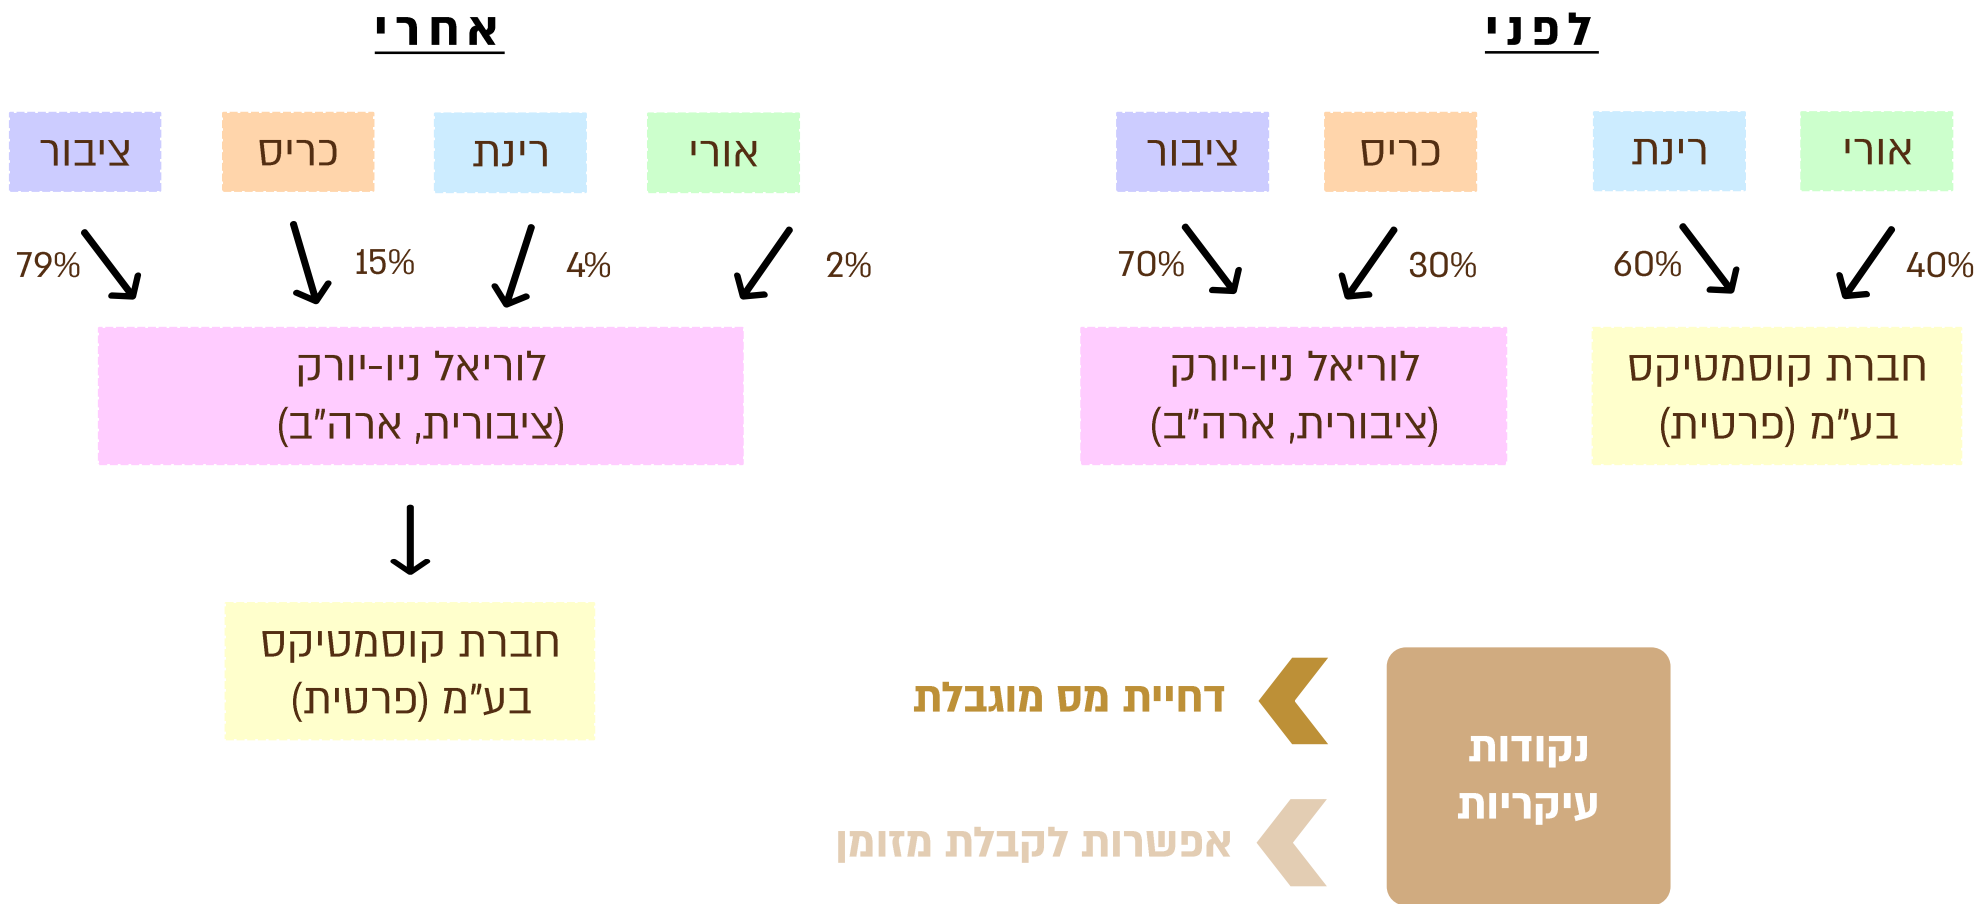 לפני
אורי
רינת
כריס
ציבור
40%
60%
30%
70%
חברת קוסמטיקס
בע"מ (פרטית)
לוריאל ניו-יורק
(ציבורית, ארה"ב)
אחרי
אורי
רינת
כריס
ציבור
2%
4%
15%
79%
לוריאל ניו-יורק
(ציבורית, ארה"ב)
חברת קוסמטיקס
בע"מ (פרטית)
נקודות
עיקריות
דחיית מס מוגבלת
אפשרות לקבלת מזומן